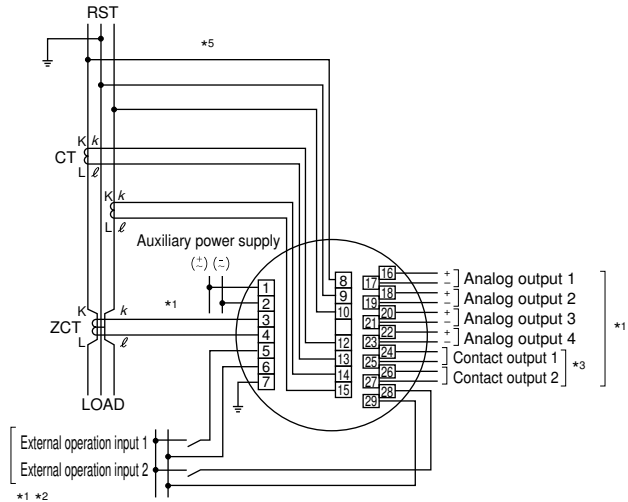 RST
*5
K k
CT
L ℓ
K k
L ℓ
Auxiliary power supply
(±~) (-~)
*1
K k
ZCT
L ℓ
LOAD
1
2
3
4
5
6
7
8
9
10
12
13
14
15
16 + Analog output 1
17 −
18 + Analog output 2
19 −
20 + Analog output 3
21 −
22 + Analog output 4
23 −
24 Contact output 1
25
26 Contact output 2
27
28
29
*3
*1
External operation input 1
External operation input 2
*1 *2